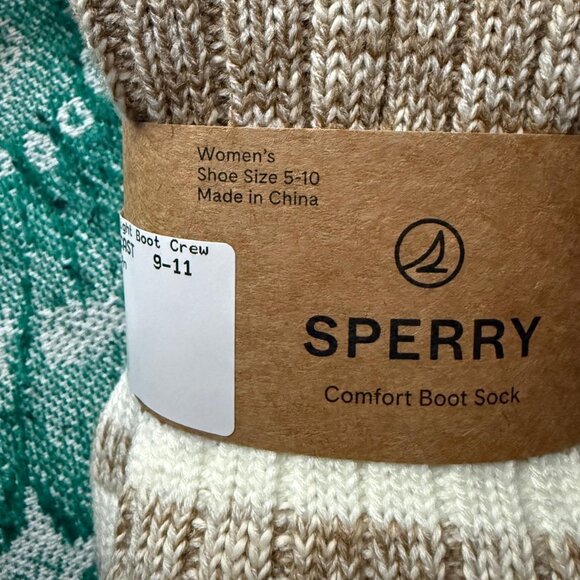 Women's
Shoe Size 5-10
Made in China
Boot Crew
9-11
SPERRY
Comfort Boot Sock